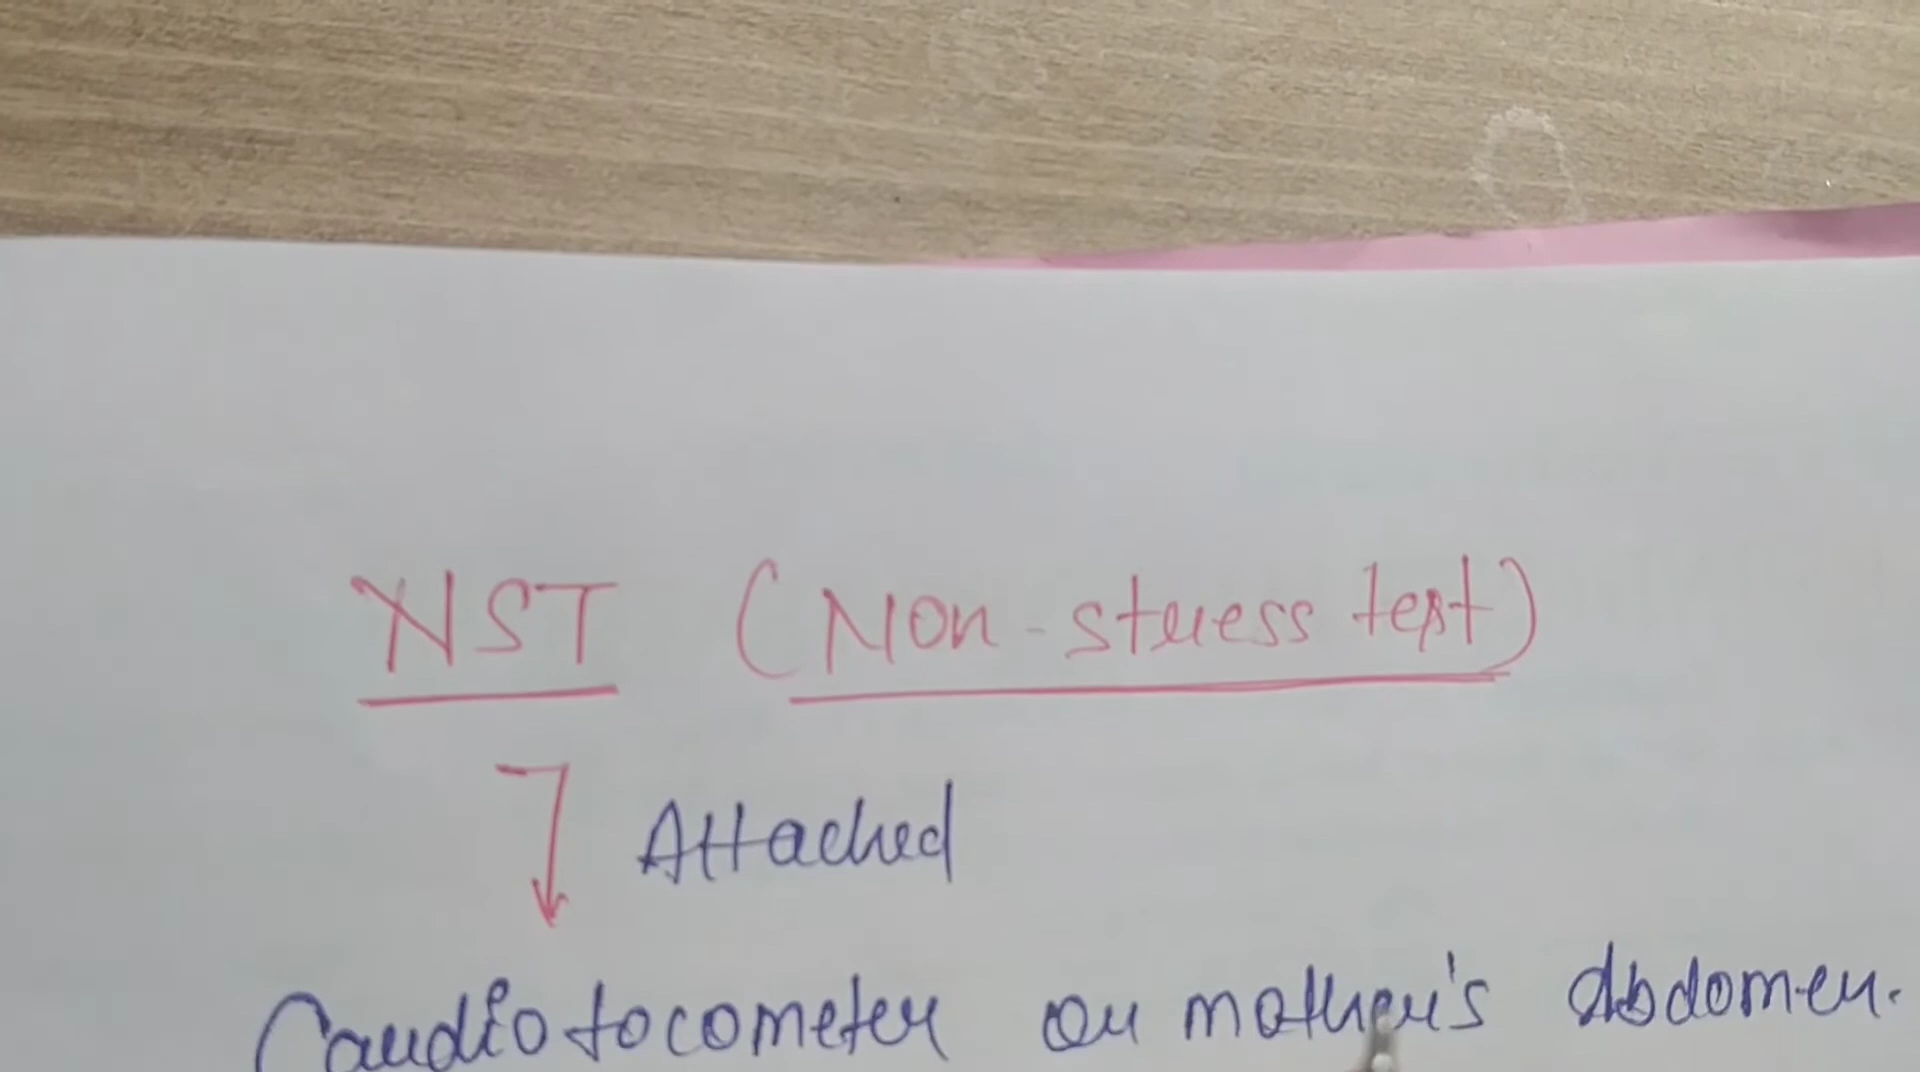 NST (Non-stress test)
Attached
Cardiotocometer on mother's Abdomen.